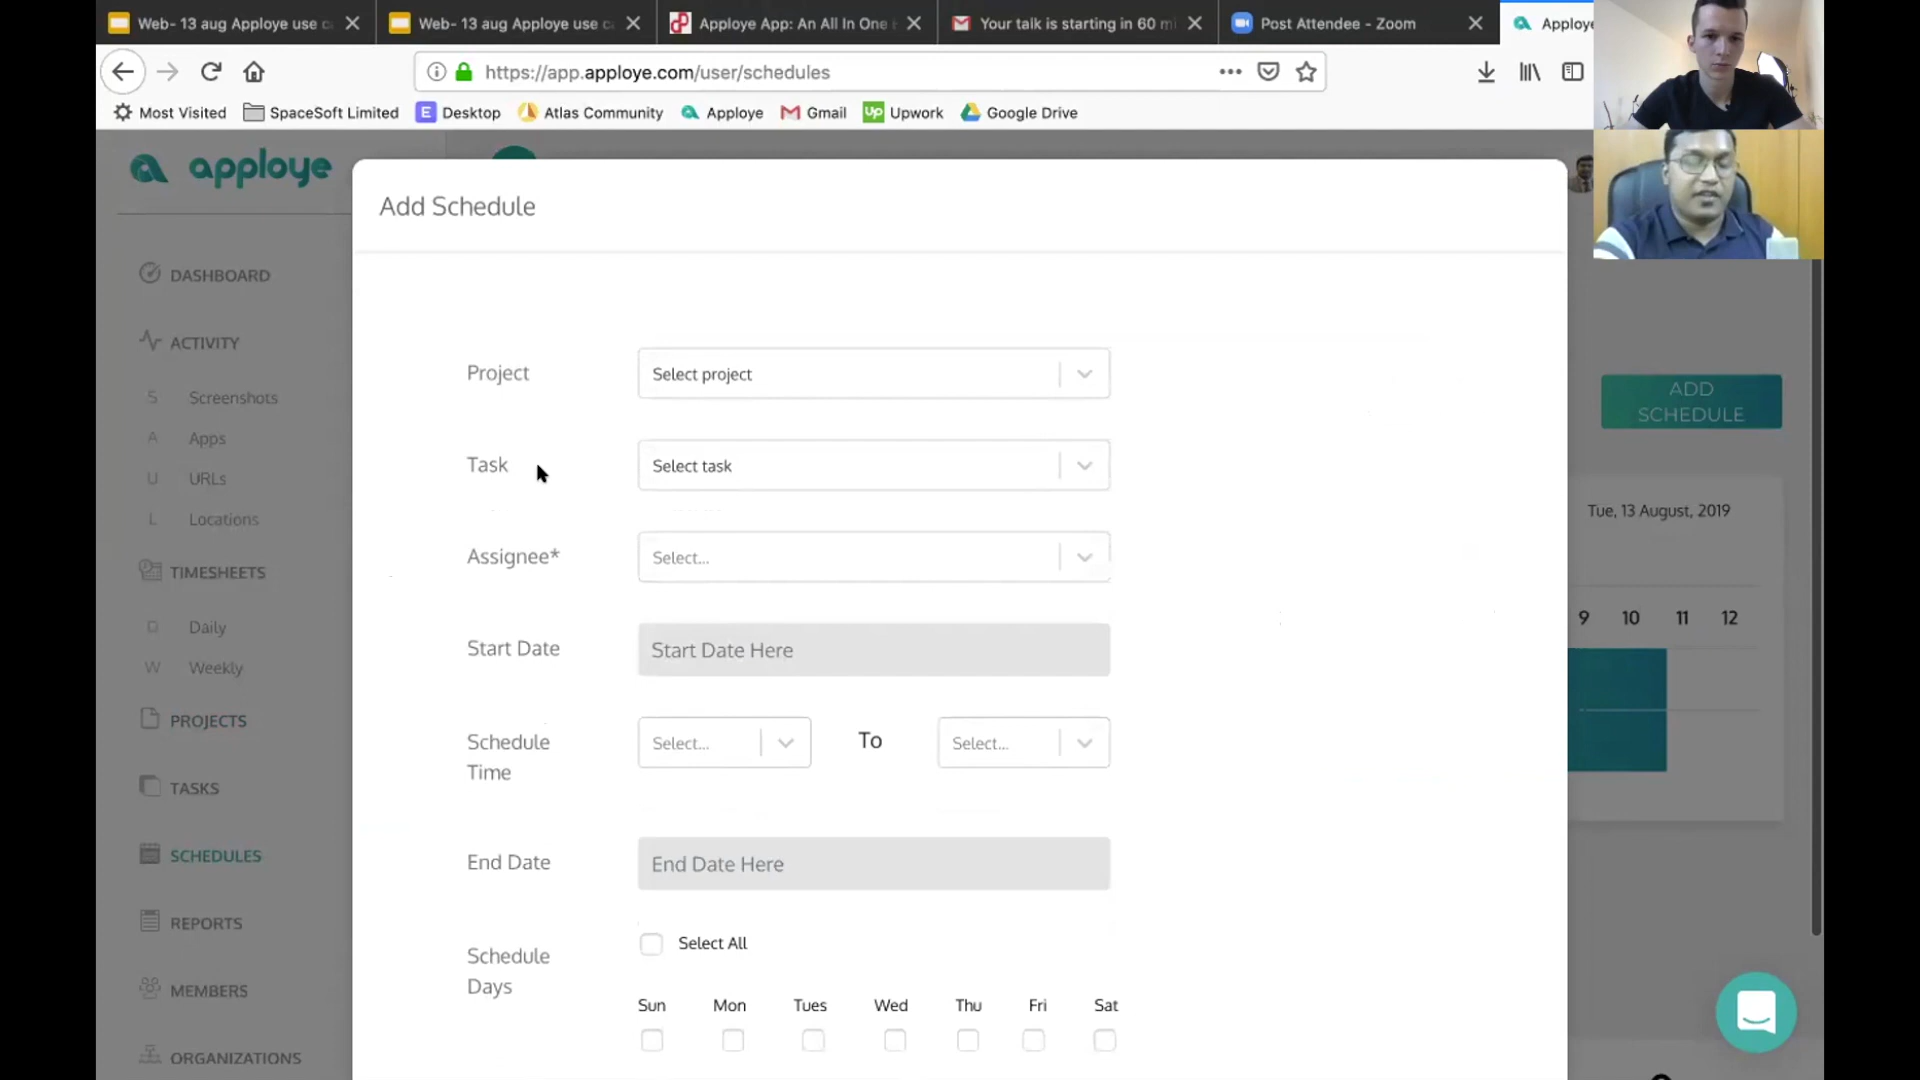 Web- 13 aug Apploye use c
Web- 13 aug Apploye use c
Apploye App: An All In One
Your talk is starting in 60 m
Post Attendee - Zoom
Apploy
https://app.apploye.com/user/schedules
Most Visited
SpaceSoft Limited
Desktop
Atlas Community
Apploye
Gmail
Upwork
Google Drive
apploye
Add Schedule
DASHBOARD
ACTIVITY
S Screenshots
A Apps
U URLs
L Locations
TIMESHEETS
D Daily
W Weekly
PROJECTS
TASKS
SCHEDULES
REPORTS
MEMBERS
ORGANIZATIONS
Project
Select project
Task
Select task
Assignee*
Select...
Start Date
Start Date Here
Schedule
Time
Select...
To
Select...
End Date
End Date Here
Schedule
Days
Select All
Sun Mon Tues Wed Thu Fri Sat
ADD
SCHEDULE
Tue, 13 August, 2019
9 10 11 12